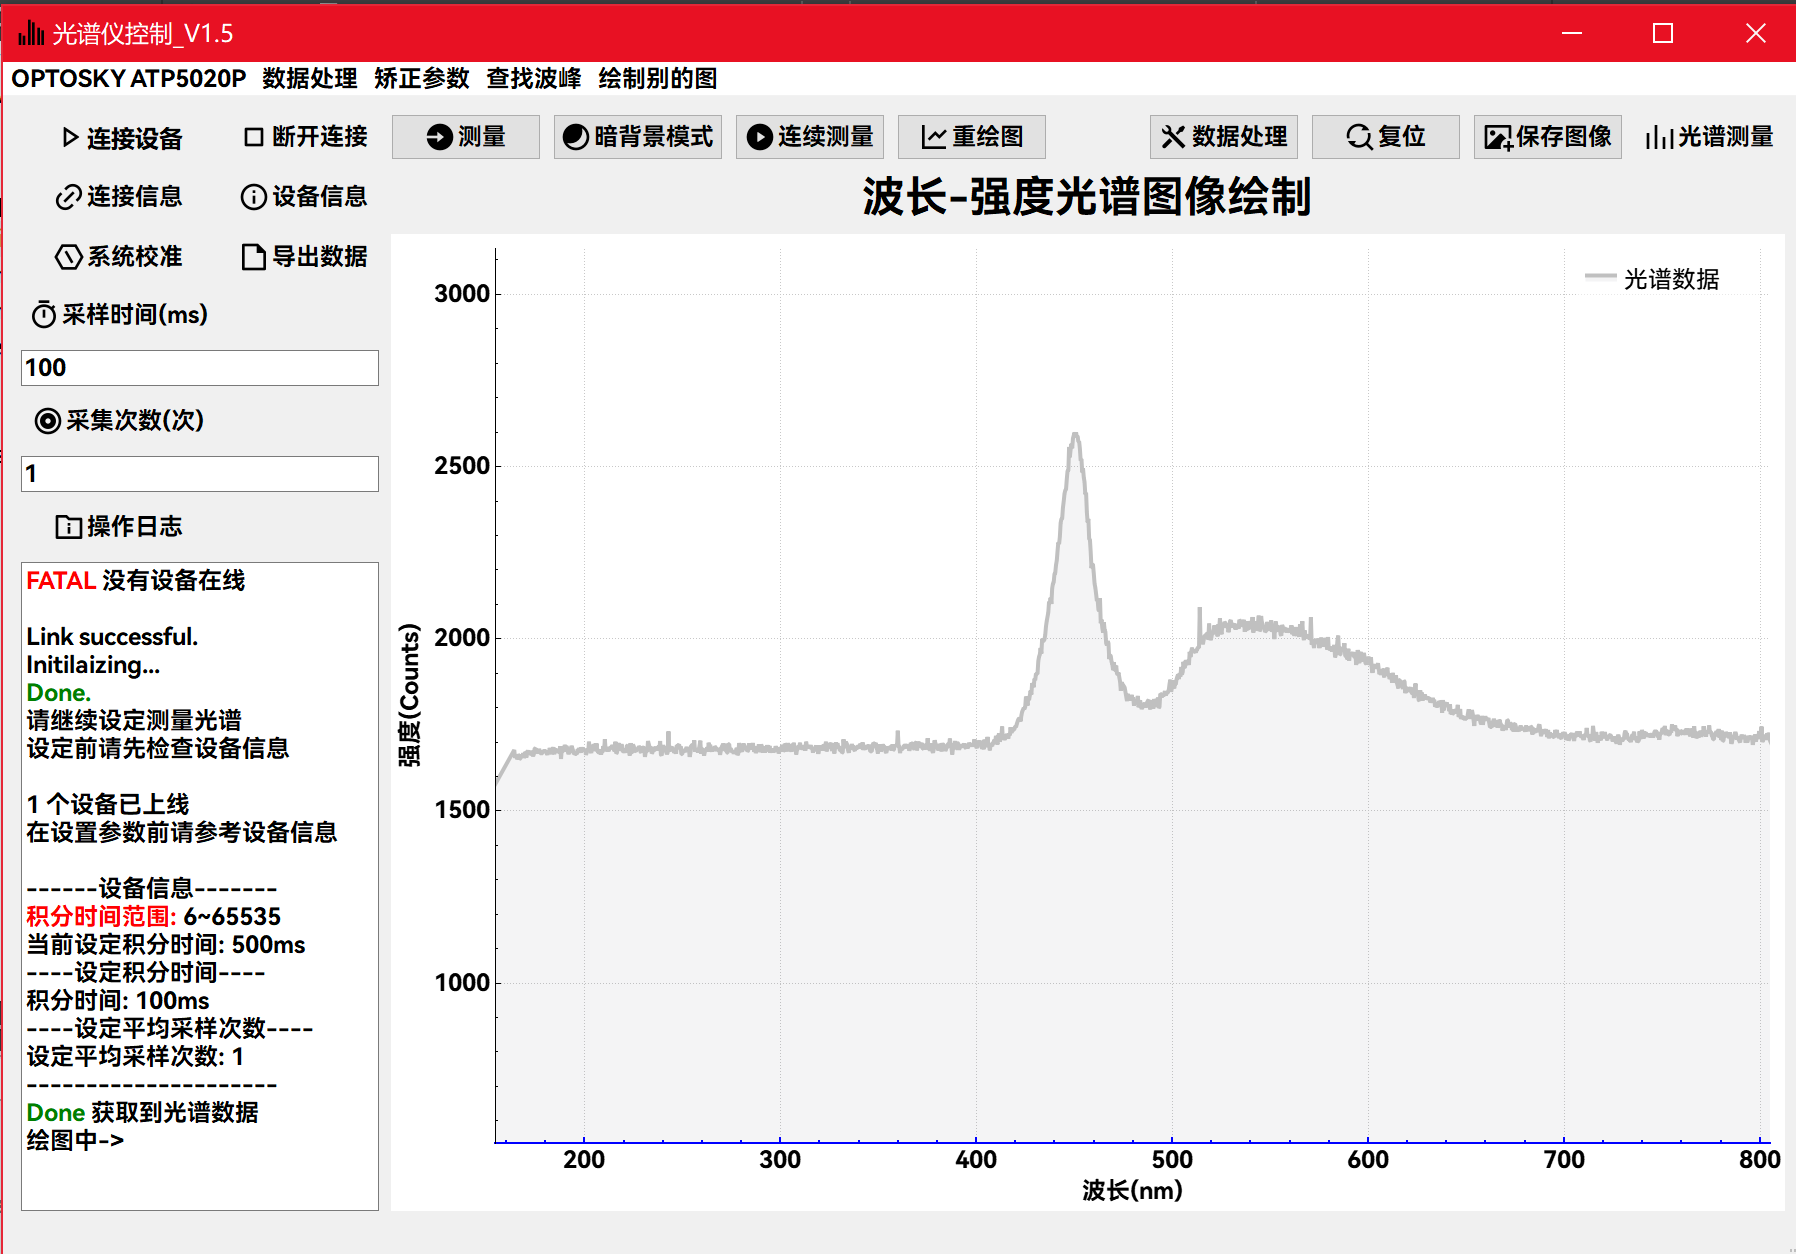 光谱仪控制_V1.5
OPTOSKY ATP5020P 数据处理 矫正参数 查找波峰 绘制别的图
连接设备 断开连接 测量 暗背景模式 连续测量 重绘图 数据处理 复位 保存图像 光谱测量
连接信息 设备信息
系统校准 导出数据
采样时间(ms)
100
采集次数(次)
1
操作日志
FATAL 没有设备在线
Link successful.
Initilaizing...
Done.
请继续设定测量光谱
设定前请先检查设备信息
1 个设备已上线
在设置参数前请参考设备信息
------设备信息-------
积分时间范围: 6~65535
当前设定积分时间: 500ms
----设定积分时间----
积分时间: 100ms
----设定平均采样次数----
设定平均采样次数: 1
---------------------
Done 获取到光谱数据
绘图中->
波长-强度光谱图像绘制
光谱数据
3000
2500
2000
1500
1000
强度(Counts)
200 300 400 500 600 700 800
波长(nm)